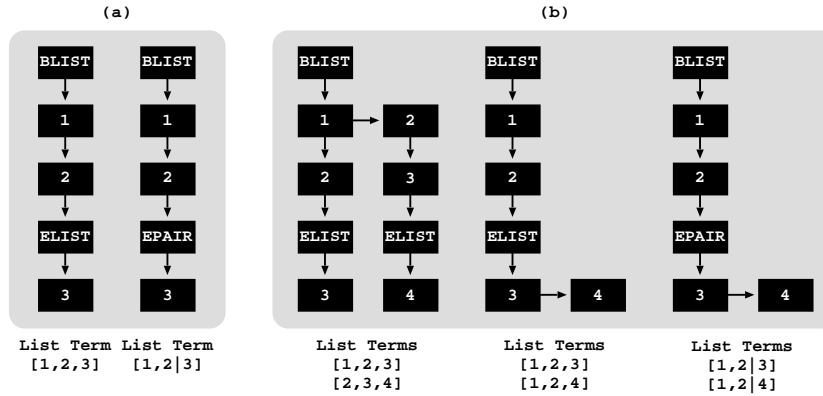 (a) (b)
BLIST BLIST BLIST BLIST BLIST
1 1 1 2 1 1
2 2 2 3 2 2
ELIST EPAIR ELIST ELIST ELIST EPAIR
3 3 3 4 3 4 3 4
List Term List Term List Terms List Terms List Terms
[1,2,3] [1,2|3] [1,2,3] [1,2,3] [1,2|3]
[2,3,4] [1,2,4] [1,2|4]